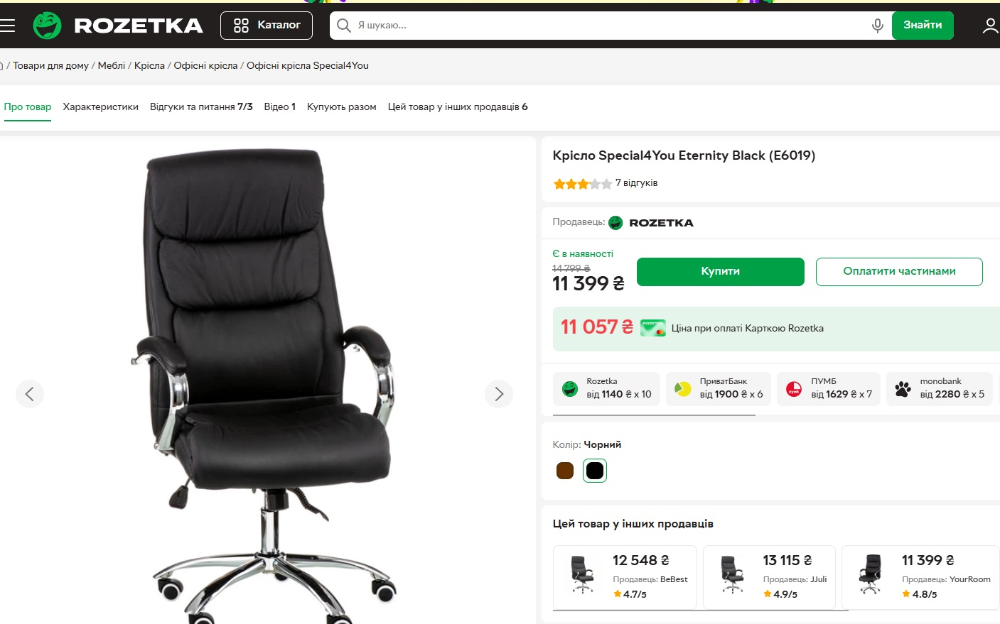 ROZETKA
Каталог
Я шукаю...
Знайти
/ Товари для дому / Меблі / Крісла / Офісні крісла / Офісні крісла Special4You
Про товар Характеристики Відгуки та питання 7/3 Відео 1 Купують разом Цей товар у інших продавців 6
Крісло Special4You Eternity Black (E6019)
7 відгуків
Продавець: ROZETKA
Є в наявності
14 799 ₴
11 399 ₴
Купити
Оплатити частинами
11 057 ₴ ROZETKA Ціна при оплаті Карткою Rozetka
Rozetka
від 1140 ₴ x 10
ПриватБанк
від 1900 ₴ x 6
пумб
ПУМБ
від 1629 ₴ x 7
monobank
від 2280 ₴ x 5
Колір: Чорний
Цей товар у інших продавців
12 548 ₴
Продавець: BeBest
4.7/5
13 115 ₴
Продавець: JJuli
4.9/5
11 399 ₴
Продавець: YourRoom
4.8/5